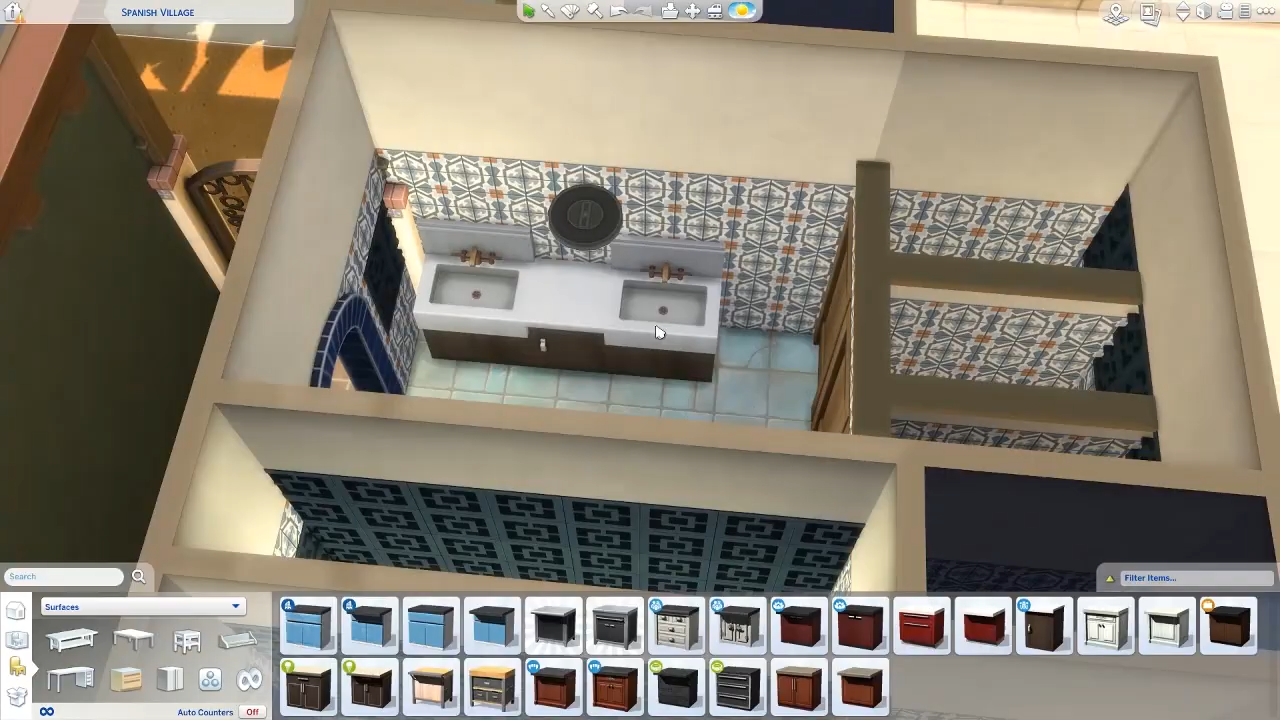 SPANISH VILLAGE
Search
Filter Items...
Surfaces
Auto Counters Off